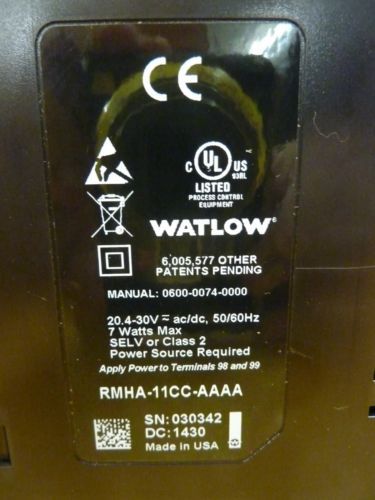 CE
C UL US
93RL
LISTED
PROCESS CONTROL
EQUIPMENT
WATLOW®
6,005,577 OTHER
PATENTS PENDING
MANUAL: 0600-0074-0000
20.4-30V ≂ ac/dc, 50/60Hz
7 Watts Max
SELV or Class 2
Power Source Required
Apply Power to Terminals 98 and 99
RMHA-11CC-AAAA
SN: 030342
DC: 1430
Made in USA